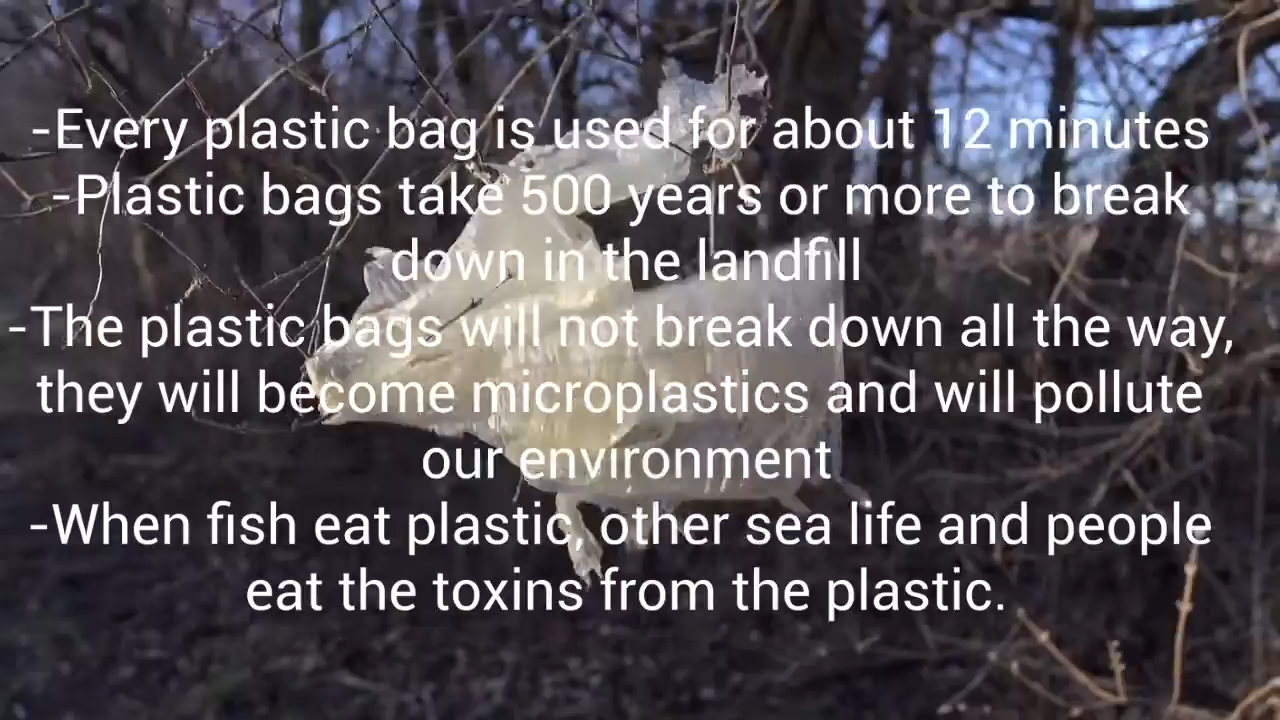 -Every plastic bag is used for about 12 minutes
-Plastic bags take 500 years or more to break
down in the landfill
-The plastic bags will not break down all the way,
they will become microplastics and will pollute
our environment
-When fish eat plastic, other sea life and people
eat the toxins from the plastic.